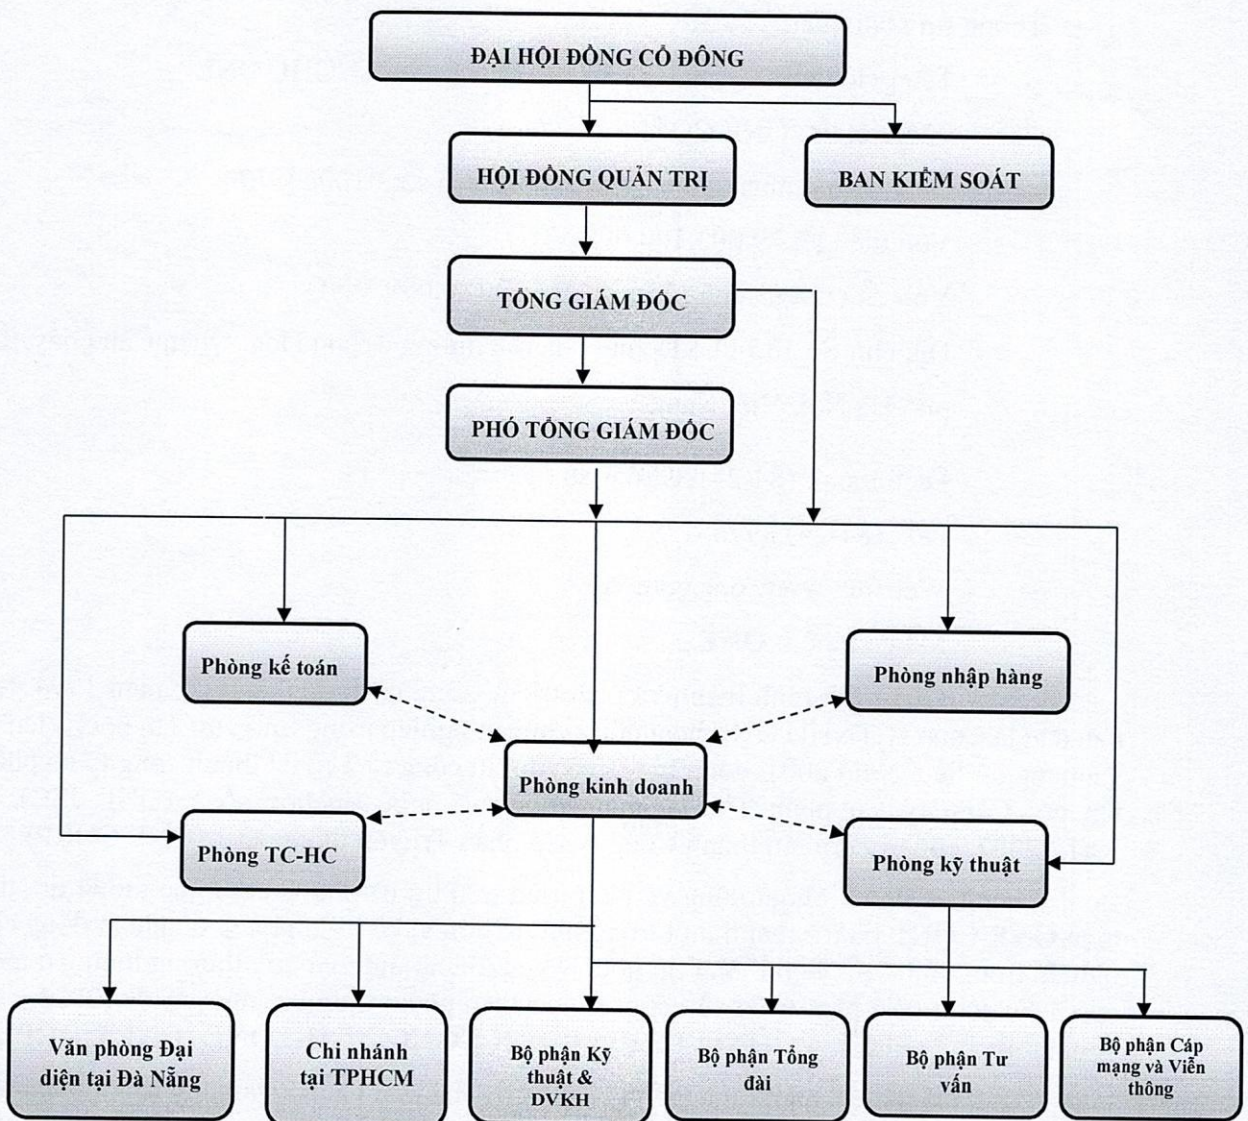 ĐẠI HỘI ĐỒNG CỔ ĐÔNG
HỘI ĐỒNG QUẢN TRỊ
BAN KIỂM SOÁT
TỔNG GIÁM ĐỐC
PHÓ TỔNG GIÁM ĐỐC
Phòng kế toán
Phòng nhập hàng
Phòng kinh doanh
Phòng TC-HC
Phòng kỹ thuật
Văn phòng Đại
diện tại Đà Nẵng
Chi nhánh
tại TPHCM
Bộ phận Kỹ
thuật &
DVKH
Bộ phận Tổng
đài
Bộ phận Tư
vấn
Bộ phận Cáp
mạng và Viễn
thông